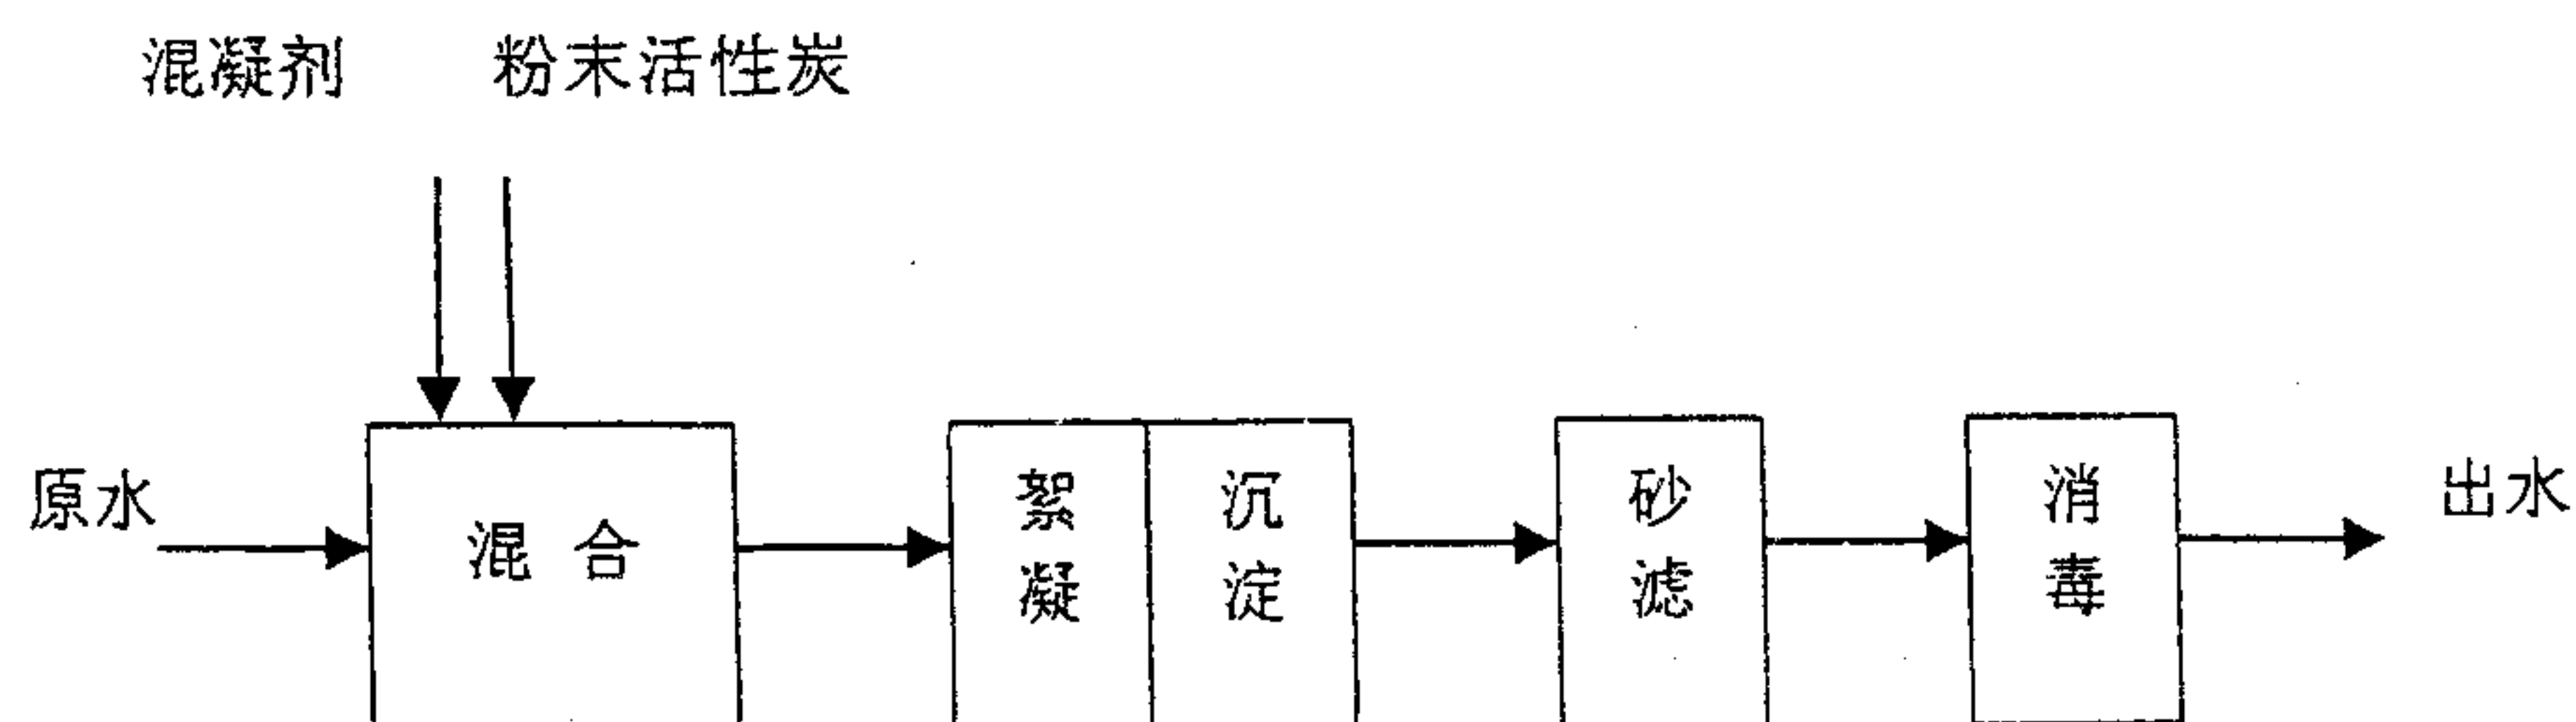 混凝剂 粉末活性炭
原水
混合
絮凝
沉淀
砂滤
消毒
出水